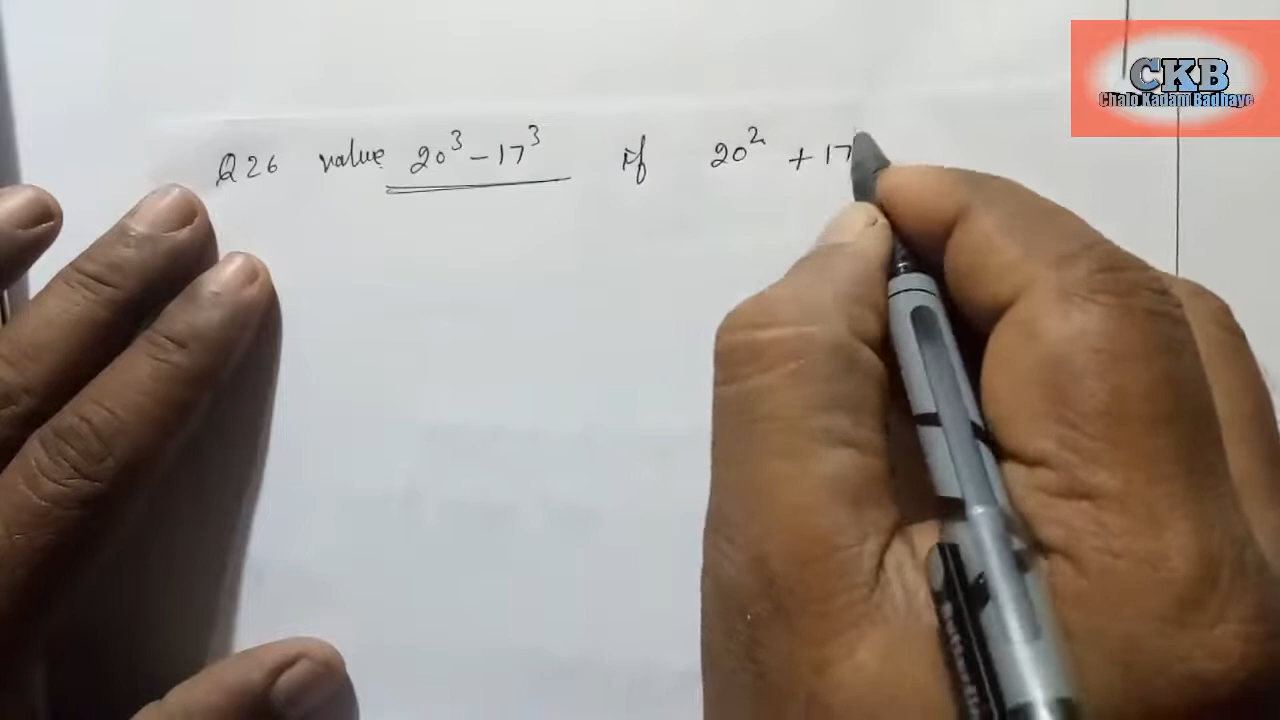 CKB
Chalo Kadam Badhaye
Q26 value 20³ - 17³ if 20² + 17